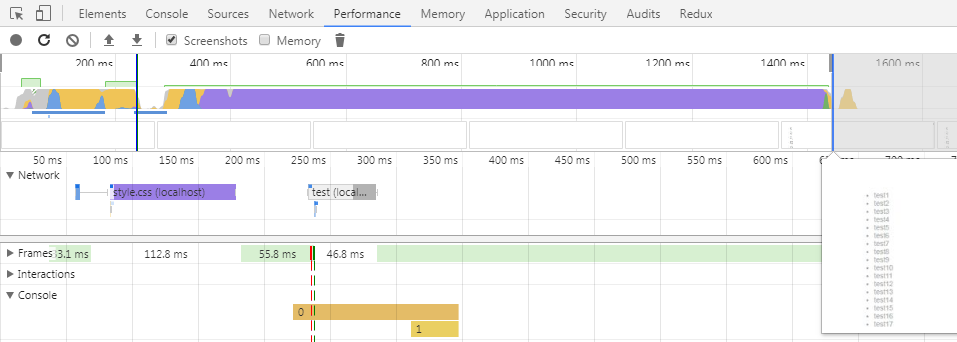 Elements Console Sources Network Performance Memory Application Security Audits Redux
Screenshots Memory
200 ms 400 ms 600 ms 800 ms 1000 ms 1200 ms 1400 ms 1600 ms
50 ms 100 ms 150 ms 200 ms 250 ms 300 ms 350 ms 400 ms 450 ms 500 ms 550 ms 600 ms
Network
style.css (localhost) test (local...
Frames 3.1 ms 112.8 ms 55.8 ms 46.8 ms
Interactions
Console
0
1
test1
test2
test3
test4
test5
test6
test7
test8
test9
test10
test11
test12
test13
test14
test15
test16
test17